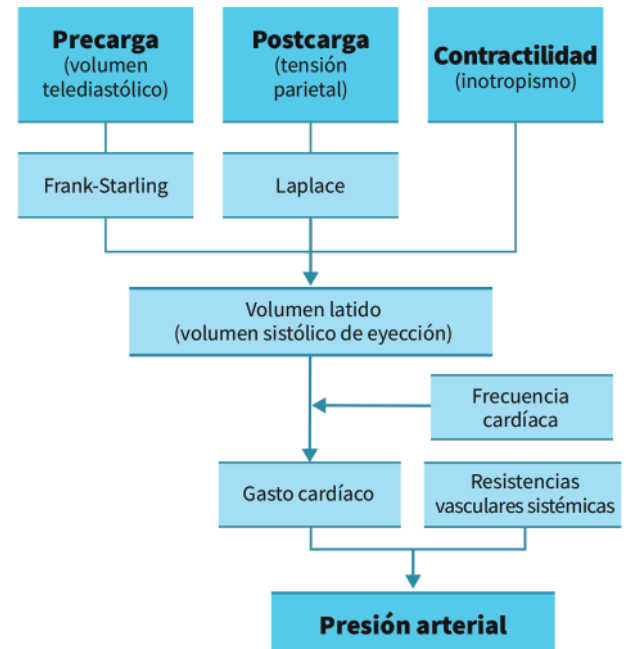 Precarga
(volumen
telediastólico)
Postcarga
(tensión
parietal)
Contractilidad
(inotropismo)
Frank-Starling
Laplace
Volumen latido
(volumen sistólico de eyección)
Frecuencia
cardíaca
Gasto cardíaco
Resistencias
vasculares sistémicas
Presión arterial